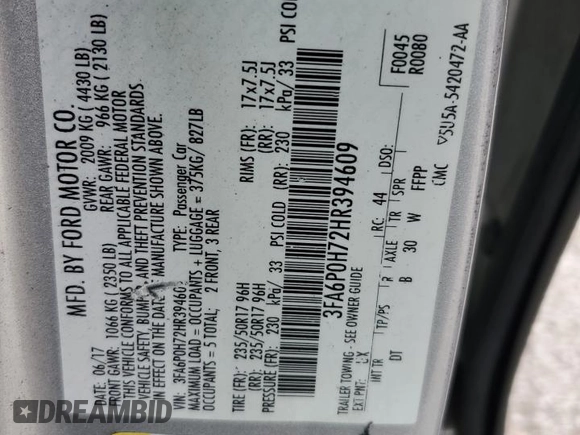 MFD. BY FORD MOTOR CO.
DATE: 06/17 GVWR: 2009 KG ( 4430 LB)
FRONT GAWR: 1066 KG ( 2350 LB) REAR GAWR: 966 KG ( 2130 LB)
THIS VEHICLE CONFORMS TO ALL APPLICABLE FEDERAL MOTOR
VEHICLE SAFETY, BUMPER, AND THEFT PREVENTION STANDARDS
IN EFFECT ON THE DATE OF MANUFACTURE SHOWN ABOVE.
VIN: 3FA6P0H72HR394609 TYPE: Passenger Car
MAXIMUM LOAD = OCCUPANTS + LUGGAGE = 375KG/ 827LB
OCCUPANTS = 5 TOTAL: 2 FRONT, 3 REAR
TIRE (FR): 235/50R17 96H RIMS (FR): 17x7.5J
(RR): 235/50R17 96H (RR): 17x7.5J
PRESSURE (FR): 230 kPa/ 33 PSI COLD (RR): 230 kPa/ 33 PSI COLD
3FA6P0H72HR394609
F0045
R0080
TRAILER TOWING - SEE OWNER GUIDE
EXT PNT: RC: 44 DSO:
INT TR TP/PS R AXLE TR SPR
DT B 30 W FFPP
CMC V5U5A-5420472-AA
DREAMBID